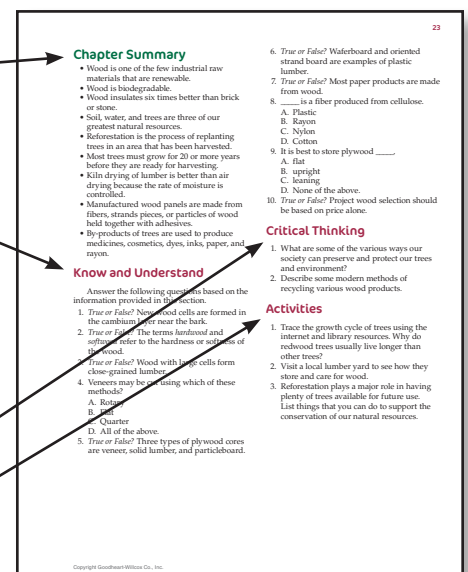 23
Chapter Summary
• Wood is one of the few industrial raw
materials that are renewable.
• Wood is biodegradable.
• Wood insulates six times better than brick
or stone.
• Soil, water, and trees are three of our
greatest natural resources.
• Reforestation is the process of replanting
trees in an area that has been harvested.
• Most trees must grow for 20 or more years
before they are ready for harvesting.
• Kiln drying of lumber is better than air
drying because the rate of moisture is
controlled.
• Manufactured wood panels are made from
fibers, strands pieces, or particles of wood
held together with adhesives.
• By-products of trees are used to produce
medicines, cosmetics, dyes, inks, paper, and
rayon.
Know and Understand
Answer the following questions based on the
information provided in this section.
1. True or False? New wood cells are formed in
the cambium layer near the bark.
2. True or False? The terms hardwood and
softwood refer to the hardness or softness of
the wood.
3. True or False? Wood with large cells form
close-grained lumber.
4. Veneers may be cut using which of these
methods?
A. Rotary
B. Flat
C. Quarter
D. All of the above.
5. True or False? Three types of plywood cores
are veneer, solid lumber, and particleboard.
6. True or False? Waferboard and oriented
strand board are examples of plastic
lumber.
7. True or False? Most paper products are made
from wood.
8. _____ is a fiber produced from cellulose.
A. Plastic
B. Rayon
C. Nylon
D. Cotton
9. It is best to store plywood _____.
A. flat
B. upright
C. leaning
D. None of the above.
10. True or False? Project wood selection should
be based on price alone.
Critical Thinking
1. What are some of the various ways our
society can preserve and protect our trees
and environment?
2. Describe some modern methods of
recycling various wood products.
Activities
1. Trace the growth cycle of trees using the
internet and library resources. Why do
redwood trees usually live longer than
other trees?
2. Visit a local lumber yard to see how they
store and care for wood.
3. Reforestation plays a major role in having
plenty of trees available for future use.
List things that you can do to support the
conservation of our natural resources.
Copyright Goodheart-Willcox Co., Inc.